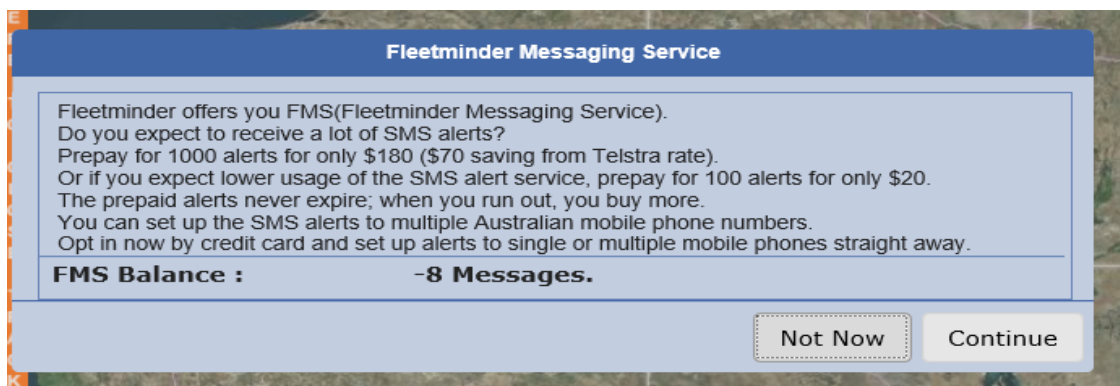 Fleetminder Messaging Service
Fleetminder offers you FMS(Fleetminder Messaging Service).
Do you expect to receive a lot of SMS alerts?
Prepay for 1000 alerts for only $180 ($70 saving from Telstra rate).
Or if you expect lower usage of the SMS alert service, prepay for 100 alerts for only $20.
The prepaid alerts never expire; when you run out, you buy more.
You can set up the SMS alerts to multiple Australian mobile phone numbers.
Opt in now by credit card and set up alerts to single or multiple mobile phones straight away.
FMS Balance : -8 Messages.
Not Now Continue